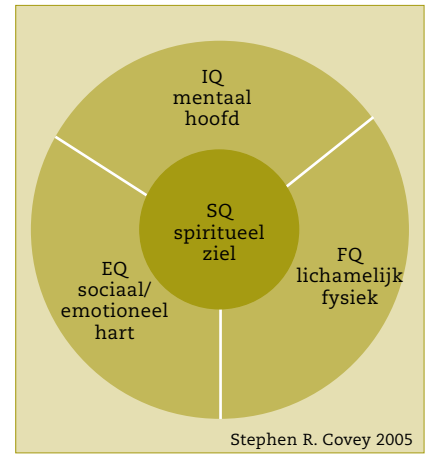 IQ
mentaal
hoofd
SQ
spiritueel
ziel
EQ
sociaal/
emotioneel
hart
FQ
lichamelijk
fysiek
Stephen R. Covey 2005